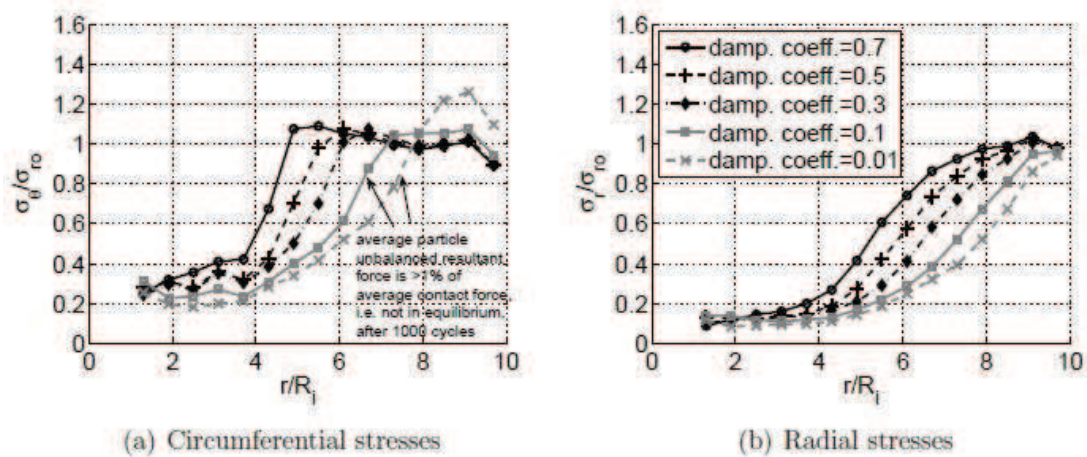 1.6
1.4
1.2
1
0.8
0.6
0.4
0.2
0
σθ/σro
0 2 4 6 8 10
r/Ri
average particle
unbalanced resultant
force is >1% of
average contact force,
i.e. not in equilibrium,
after 1000 cycles
(a) Circumferential stresses
1.6
1.4
1.2
1
0.8
0.6
0.4
0.2
0
σr/σro
damp. coeff.=0.7
damp. coeff.=0.5
damp. coeff.=0.3
damp. coeff.=0.1
damp. coeff.=0.01
0 2 4 6 8 10
r/Ri
(b) Radial stresses